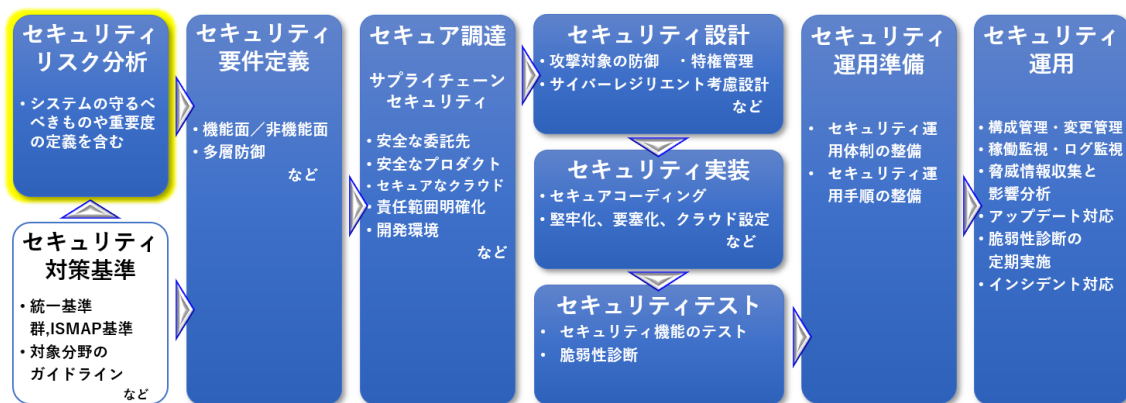 セキュリティ
リスク分析
・システムの守るべ
べきものや重要度
の定義を含む
セキュリティ
対策基準
・統一基準
群,ISMAP基準
・対象分野の
ガイドライン
など
セキュリティ
要件定義
・機能面／非機能面
・多層防御
など
セキュア調達
サプライチェーン
セキュリティ
・安全な委託先
・安全なプロダクト
・セキュアなクラウド
・責任範囲明確化
・開発環境
など
セキュリティ設計
・攻撃対象の防御　・特権管理
・サイバーレジリエント考慮設計
など
セキュリティ実装
・セキュアコーディング
・堅牢化、要塞化、クラウド設定
など
セキュリティテスト
・セキュリティ機能のテスト
・脆弱性診断
セキュリティ
運用準備
・セキュリティ運
用体制の整備
・セキュリティ運
用手順の整備
セキュリティ
運用
・構成管理・変更管理
・稼働監視・ログ監視
・脅威情報収集と
影響分析
・アップデート対応
・脆弱性診断の
定期実施
・インシデント対応